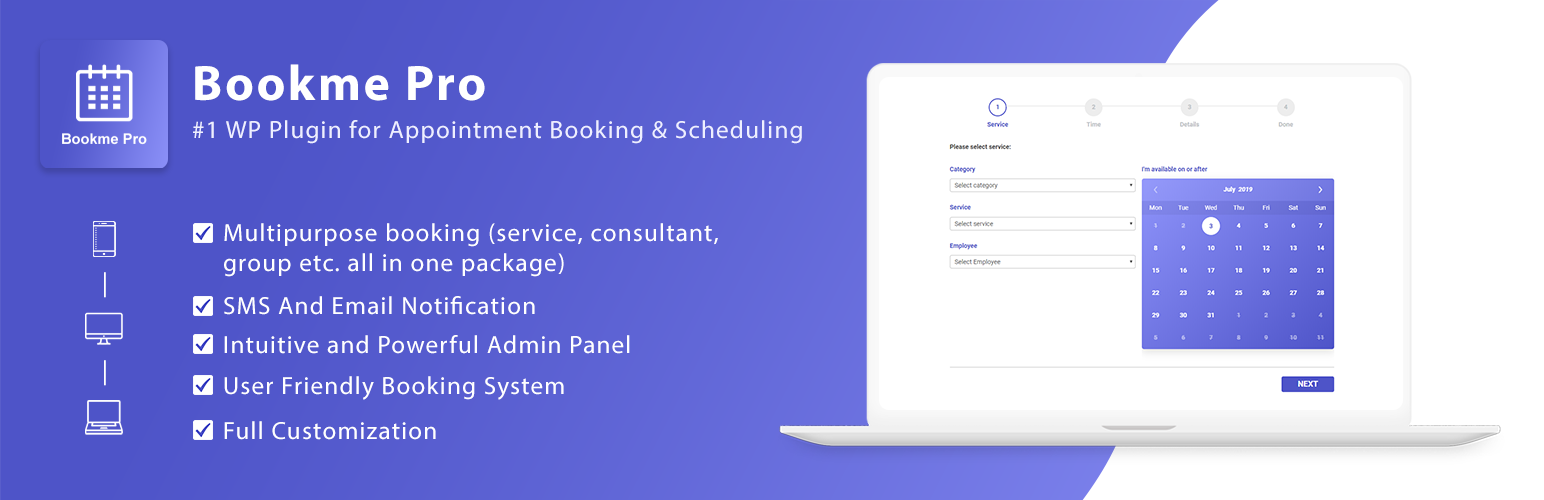 Bookme Pro
Bookme Pro
#1 WP Plugin for Appointment Booking & Scheduling
Multipurpose booking (service, consultant,
group etc. all in one package)
SMS And Email Notification
Intuitive and Powerful Admin Panel
User Friendly Booking System
Full Customization
1 2 3 4
Service Time Details Done
Please select service:
Category
Select category
Service
Select service
Employee
Select Employee
I'm available on or after
July 2019
Mon Tue Wed Thu Fri Sat Sun
1 2 3 4 5 6 7
8 9 10 11 12 13 14
15 16 17 18 19 20 21
22 23 24 25 26 27 28
29 30 31 1 2 3 4
5 6 7 8 9 10 11
NEXT